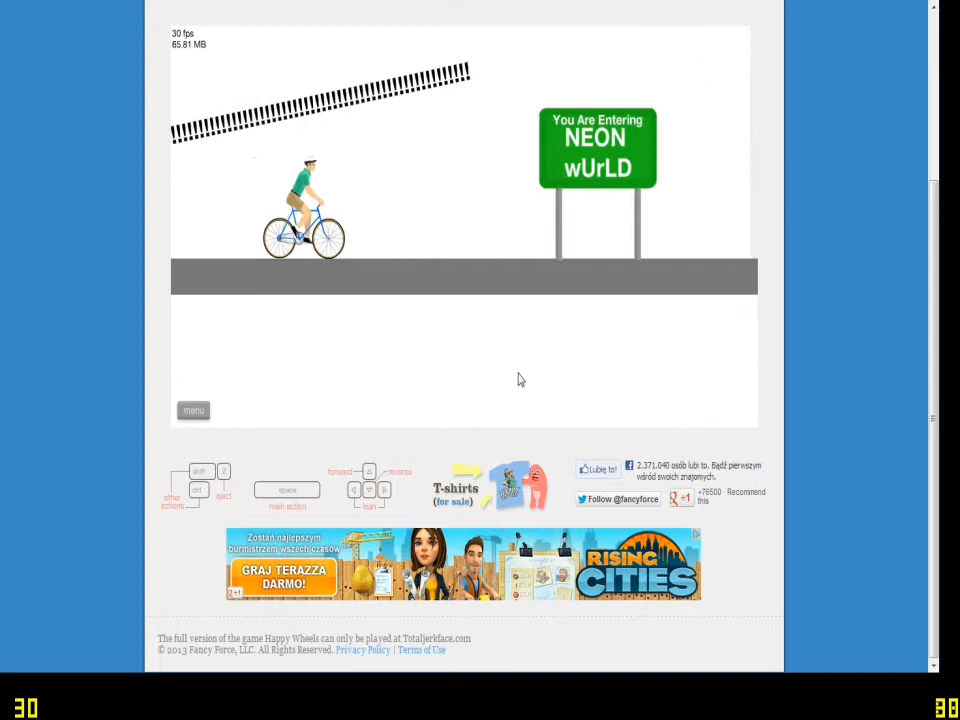 30 fps
65.81 MB
!!!!!!!!!!!!!!!!!!!!!!!!!!!!!!!!!!!!!!!!!!!!!!!!
You Are Entering
NEON
wUrLD
menu
shift
Z
ctrl
other
actions
eject
space
main action
forward
reverse
lean
T-shirts
(for sale)
Lubię to!
2.371.040 osób lubi to. Bądź pierwszym
wśród swoich znajomych.
Follow @fancyforce
+1
+76500 Recommend
this
Zostań najlepszym
burmistrzem wszech czasów
GRAJ TERAZZA
DARMO!
+1
RISING
CITIES
The full version of the game Happy Wheels can only be played at Totaljerkface.com
© 2013 Fancy Force, LLC. All Rights Reserved. Privacy Policy | Terms of Use
30
30